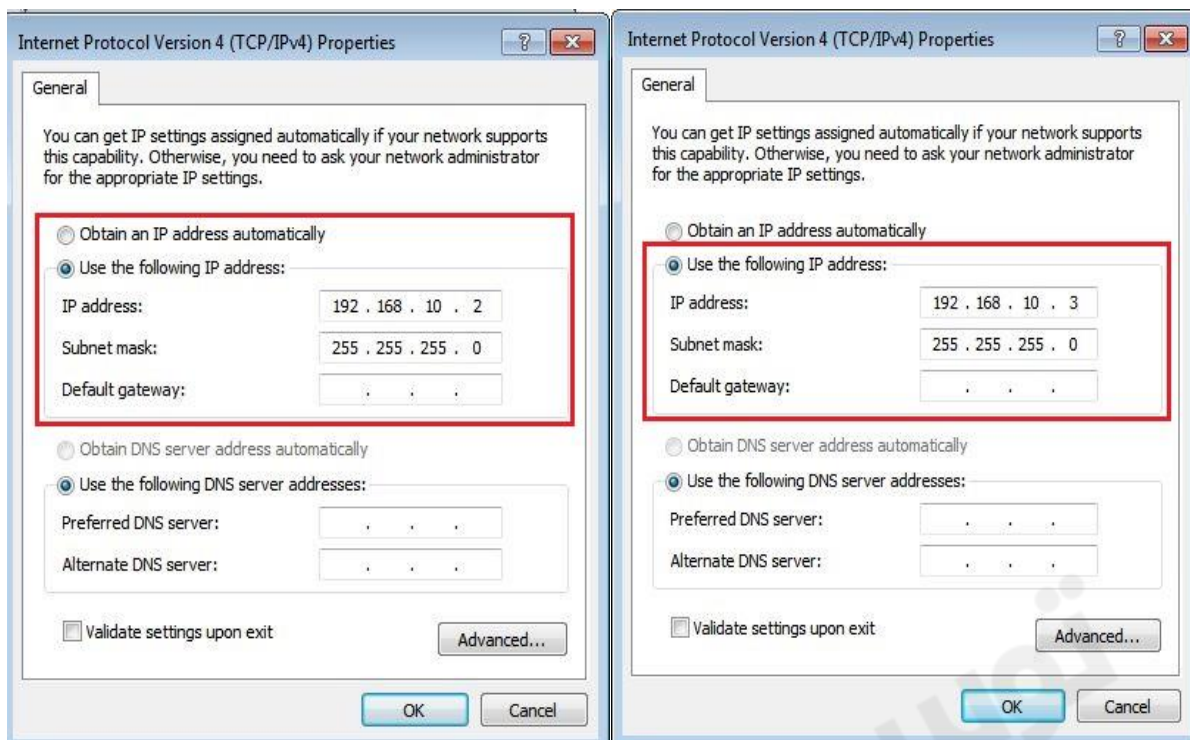 Internet Protocol Version 4 (TCP/IPv4) Properties
General
You can get IP settings assigned automatically if your network supports
this capability. Otherwise, you need to ask your network administrator
for the appropriate IP settings.
Obtain an IP address automatically
Use the following IP address:
IP address: 192 . 168 . 10 . 2
Subnet mask: 255 . 255 . 255 . 0
Default gateway: . . .
Obtain DNS server address automatically
Use the following DNS server addresses:
Preferred DNS server: . . .
Alternate DNS server: . . .
Validate settings upon exit
Advanced...
OK Cancel
Internet Protocol Version 4 (TCP/IPv4) Properties
General
You can get IP settings assigned automatically if your network supports
this capability. Otherwise, you need to ask your network administrator
for the appropriate IP settings.
Obtain an IP address automatically
Use the following IP address:
IP address: 192 . 168 . 10 . 3
Subnet mask: 255 . 255 . 255 . 0
Default gateway: . . .
Obtain DNS server address automatically
Use the following DNS server addresses:
Preferred DNS server: . . .
Alternate DNS server: . . .
Validate settings upon exit
Advanced...
OK Cancel